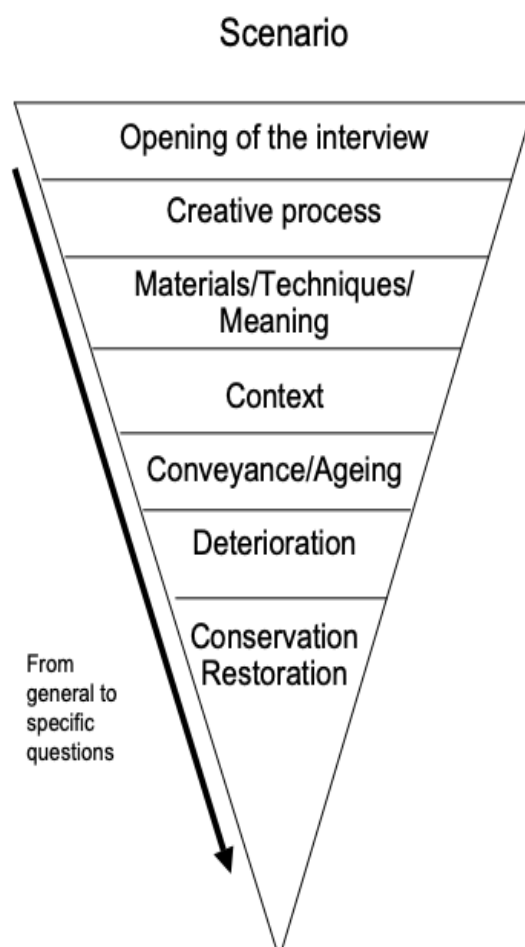 Scenario
Opening of the interview
Creative process
Materials/Techniques/
Meaning
Context
Conveyance/Ageing
Deterioration
Conservation
Restoration
From
general to
specific
questions